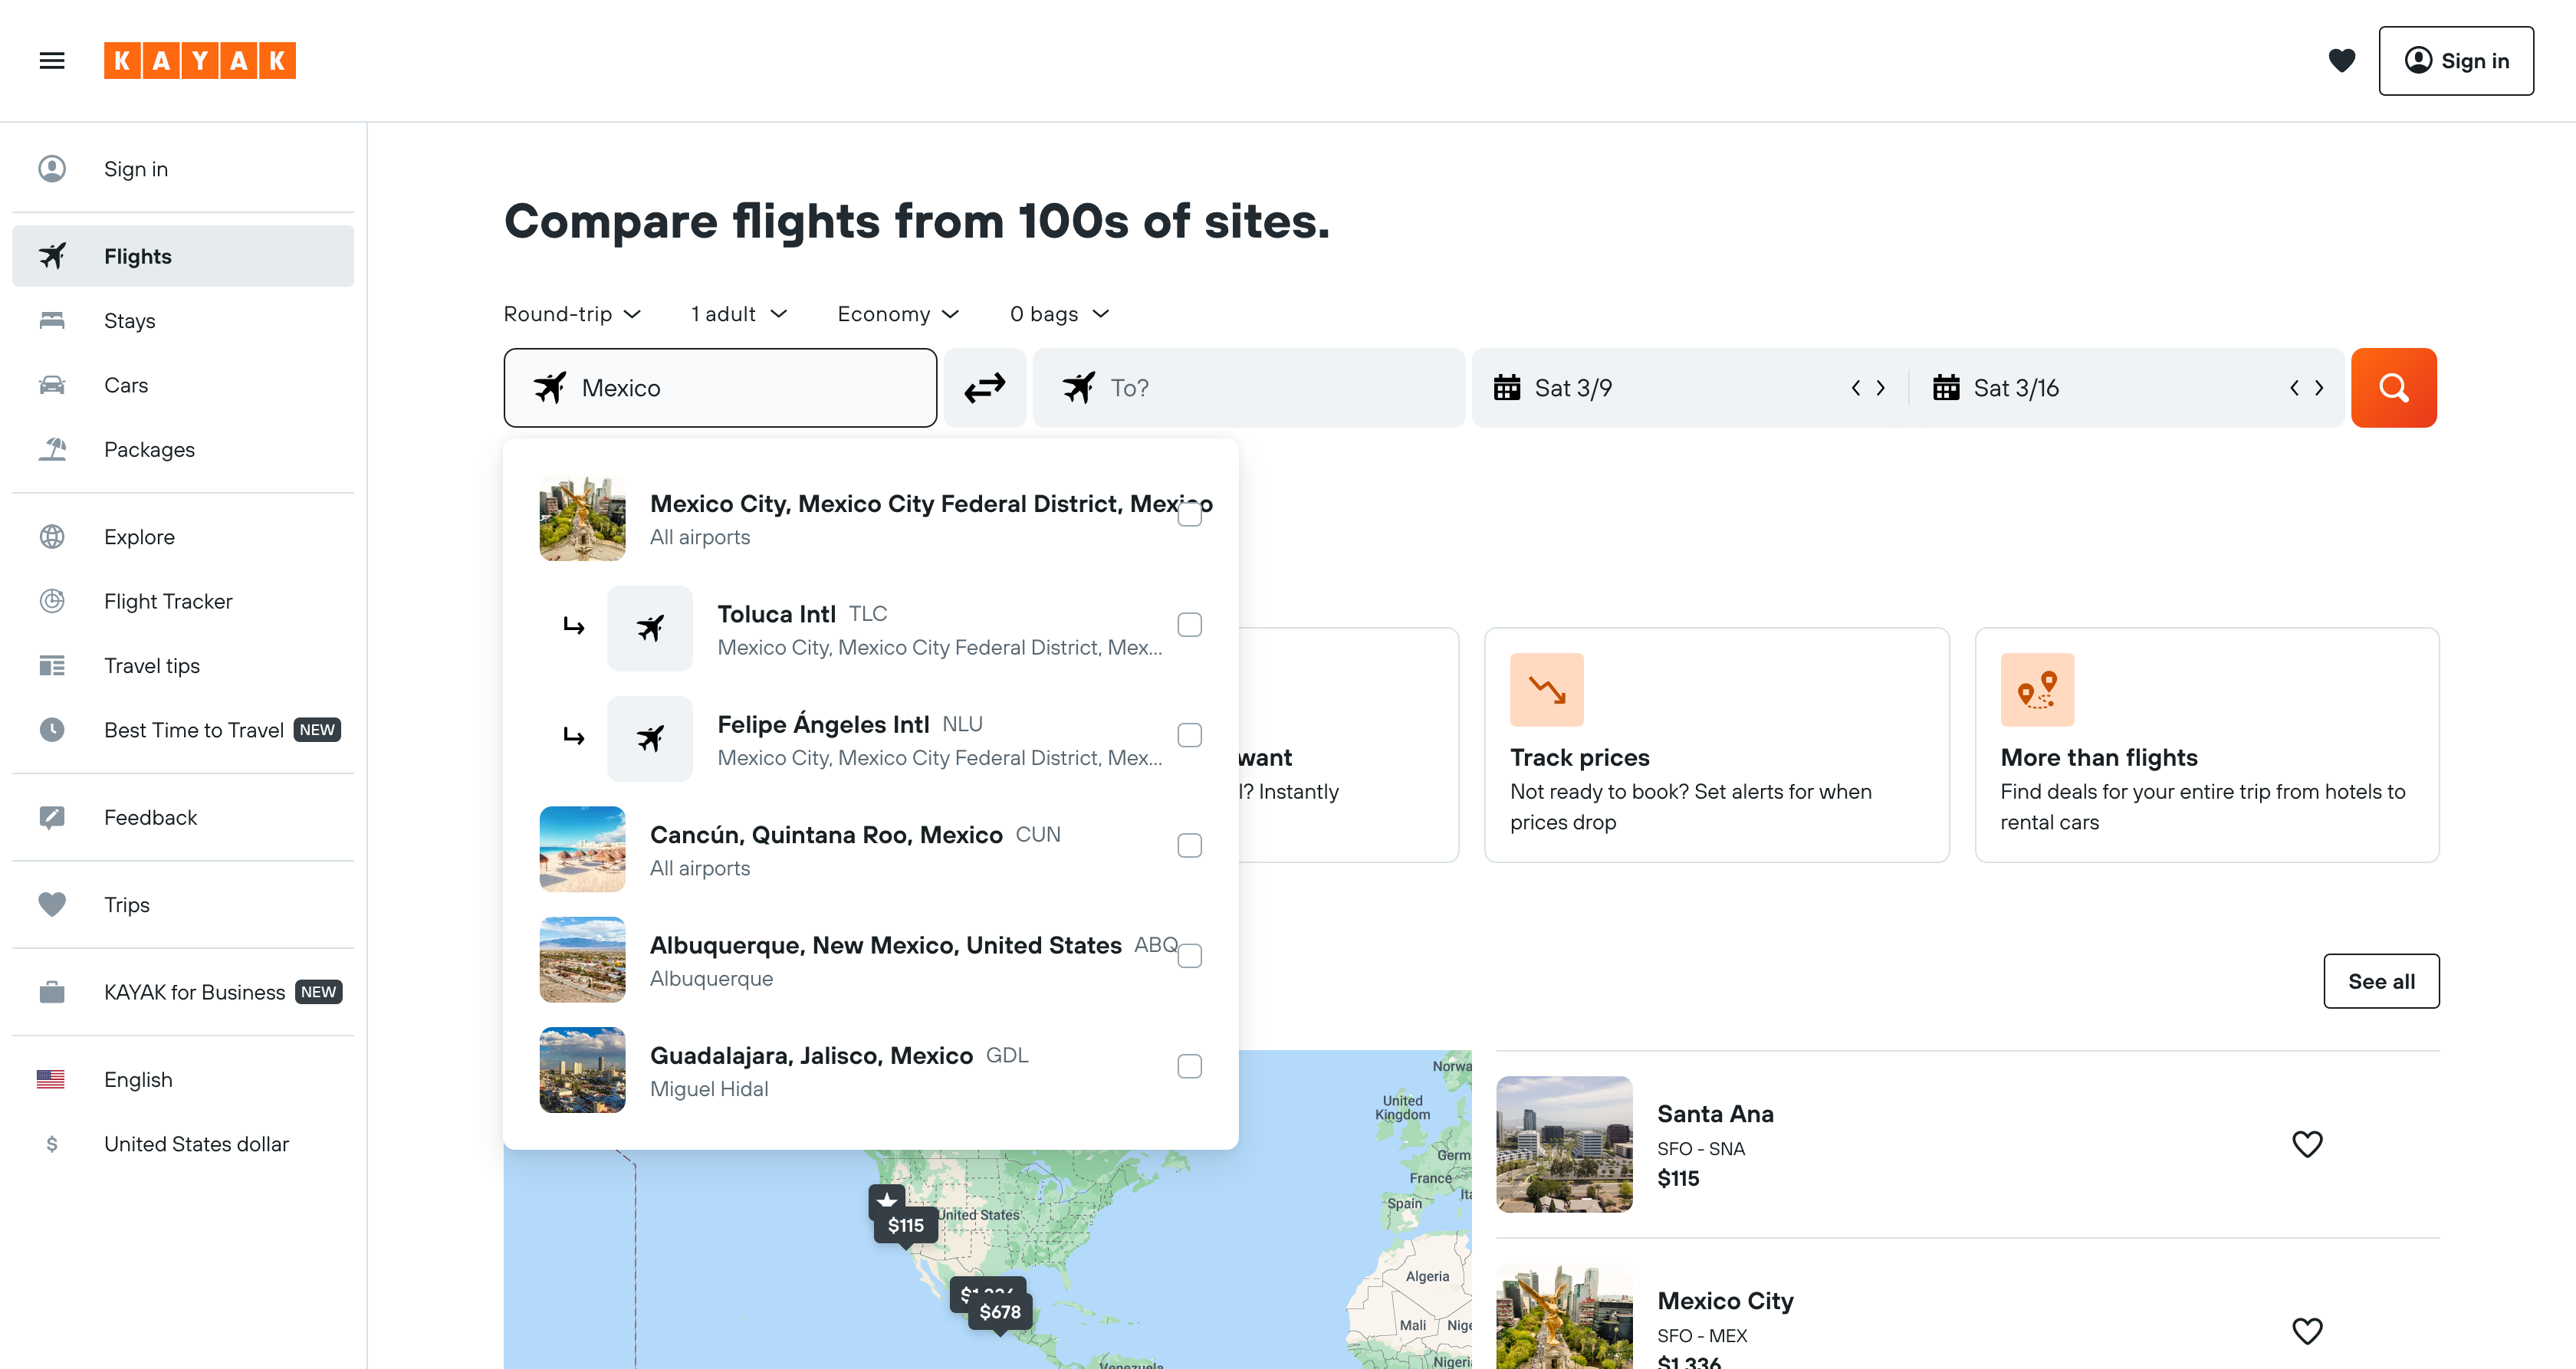 KAYAK
Sign in
Sign in
Flights
Stays
Cars
Packages
Explore
Flight Tracker
Travel tips
Best Time to Travel NEW
Feedback
Trips
KAYAK for Business NEW
English
$ United States dollar
Compare flights from 100s of sites.
Round-trip 1 adult Economy 0 bags
Mexico To? Sat 3/9 Sat 3/16
Mexico City, Mexico City Federal District, Mexico
All airports
Toluca Intl TLC
Mexico City, Mexico City Federal District, Mex...
Felipe Ángeles Intl NLU
Mexico City, Mexico City Federal District, Mex...
Cancún, Quintana Roo, Mexico CUN
All airports
Albuquerque, New Mexico, United States ABQ
Albuquerque
Guadalajara, Jalisco, Mexico GDL
Miguel Hidal
want
l? Instantly
Track prices
Not ready to book? Set alerts for when
prices drop
More than flights
Find deals for your entire trip from hotels to
rental cars
See all
Norwa
United
Kingdom
Germ
France
Ita
Spain
Algeria
Mali
Nige
Nigeri
United States
$115
$678
Venezuela
Santa Ana
SFO - SNA
$115
Mexico City
SFO - MEX
$1,336